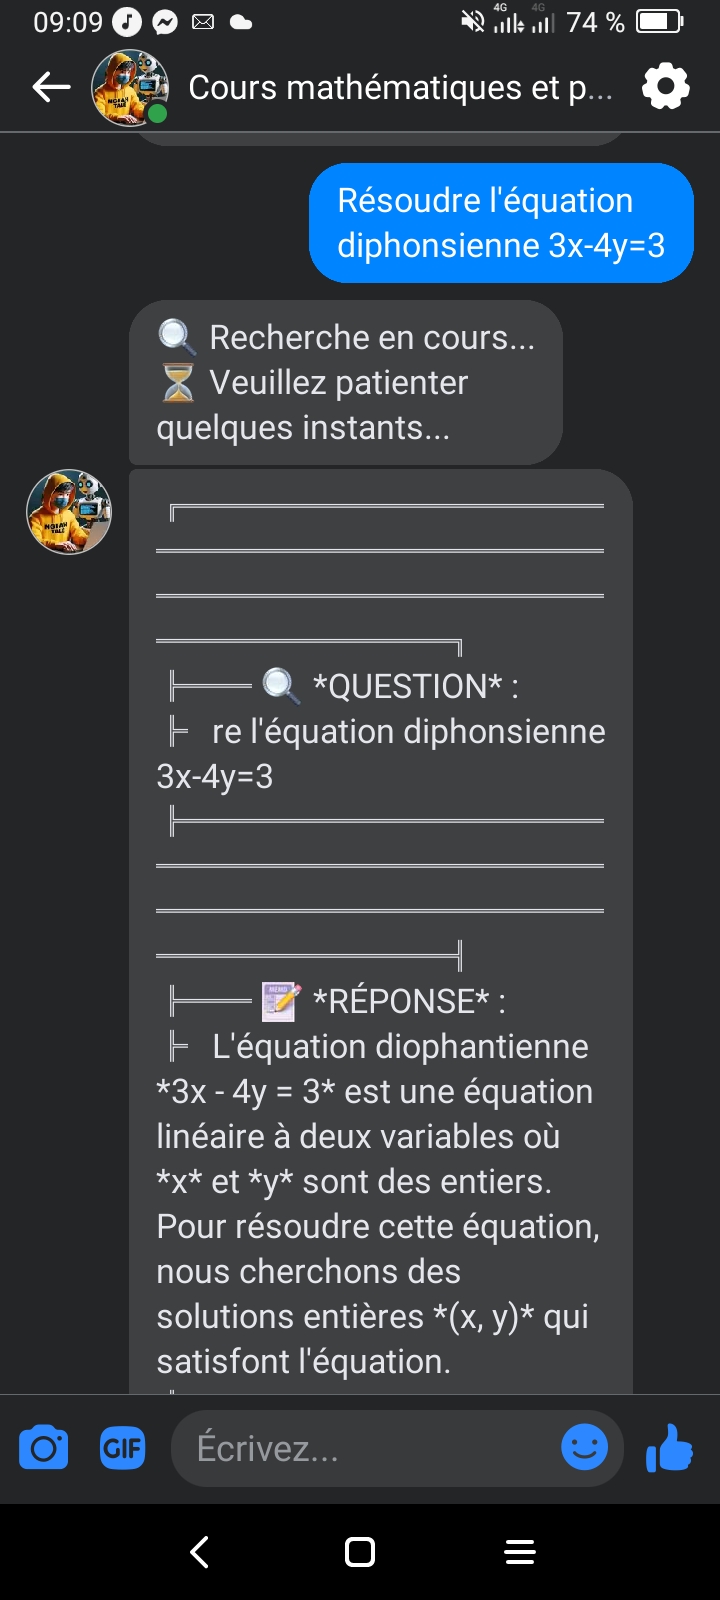 09:09 4G 4G 74 %
Cours mathématiques et p...
Résoudre l'équation
diphonsienne 3x-4y=3
🔍 Recherche en cours...
⏳ Veuillez patienter
quelques instants...
╔═════════════
══════════════
══════════════
═════════╗
╠══ 🔍 *QUESTION* :
╠ re l'équation diphonsienne
3x-4y=3
╠═════════════
══════════════
══════════════
═════════╣
╠══ 📝 *RÉPONSE* :
╠ L'équation diophantienne
*3x - 4y = 3* est une équation
linéaire à deux variables où
*x* et *y* sont des entiers.
Pour résoudre cette équation,
nous cherchons des
solutions entières *(x, y)* qui
satisfont l'équation.
GIF Écrivez...